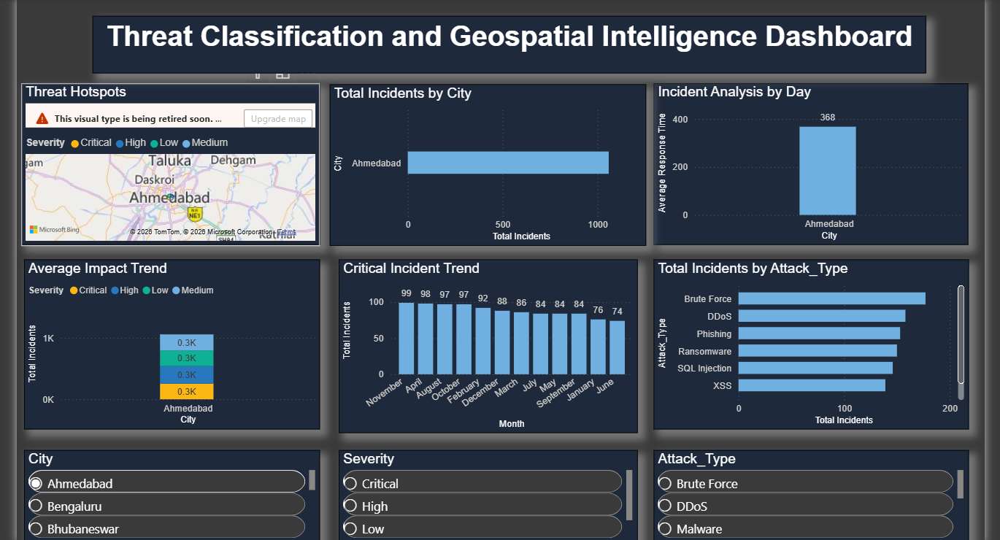 Threat Classification and Geospatial Intelligence Dashboard
Threat Hotspots
This visual type is being retired soon. ...
Upgrade map
Severity Critical High Low Medium
Taluka
Dehgam
Daskroi
Ahmedabad
NH
NE1
Microsoft Bing
© 2026 TomTom, © 2026 Microsoft Corporation, Terms
Total Incidents by City
City
Ahmedabad
0 500 1000
Total Incidents
Incident Analysis by Day
Average Response Time
400
200
0
368
Ahmedabad
City
Average Impact Trend
Severity Critical High Low Medium
Total Incidents
1K
0K
0.3K
0.3K
0.3K
0.3K
Ahmedabad
City
Critical Incident Trend
Total Incidents
100
50
0
99 98 97 97 92 88 86 84 84 84 76 74
November April August October February December March July May September January June
Month
Total Incidents by Attack_Type
Attack_Type
Brute Force
DDoS
Phishing
Ransomware
SQL Injection
XSS
0 100 200
Total Incidents
City
Ahmedabad
Bengaluru
Bhubaneswar
Severity
Critical
High
Low
Attack_Type
Brute Force
DDoS
Malware